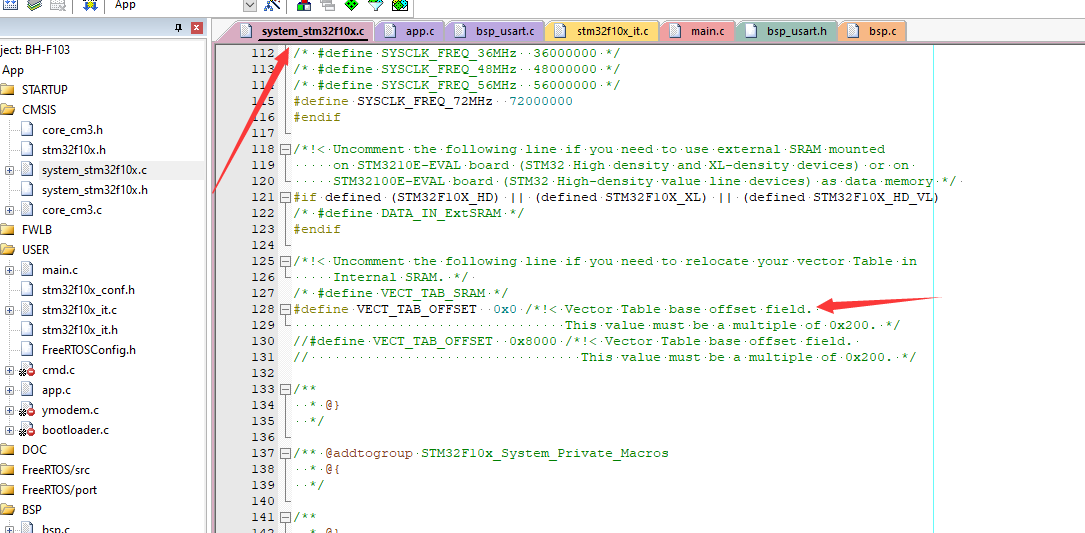 App
system_stm32f10x.c
app.c
bsp_usart.c
stm32f10x_it.c
main.c
bsp_usart.h
bsp.c
ject: BH-F103
App
STARTUP
CMSIS
core_cm3.h
stm32f10x.h
system_stm32f10x.c
system_stm32f10x.h
core_cm3.c
FWLB
USER
main.c
stm32f10x_conf.h
stm32f10x_it.c
stm32f10x_it.h
FreeRTOSConfig.h
cmd.c
app.c
ymodem.c
bootloader.c
DOC
FreeRTOS/src
FreeRTOS/port
BSP
bsp.c
112 /* #define SYSCLK_FREQ_36MHz  36000000 */
113 /* #define SYSCLK_FREQ_48MHz  48000000 */
114 /* #define SYSCLK_FREQ_56MHz  56000000 */
115 #define SYSCLK_FREQ_72MHz  72000000
116 #endif
117
118 /*!< Uncomment the following line if you need to use external SRAM mounted
119      on STM3210E-EVAL board (STM32 High density and XL-density devices) or on
120      STM32100E-EVAL board (STM32 High-density value line devices) as data memory */
121 #if defined (STM32F10X_HD) || (defined STM32F10X_XL) || (defined STM32F10X_HD_VL)
122 /* #define DATA_IN_ExtSRAM */
123 #endif
124
125 /*!< Uncomment the following line if you need to relocate your vector Table in
126      Internal SRAM. */
127 /* #define VECT_TAB_SRAM */
128 #define VECT_TAB_OFFSET  0x0 /*!< Vector Table base offset field.
129                                   This value must be a multiple of 0x200. */
130 //#define VECT_TAB_OFFSET  0x8000 /*!< Vector Table base offset field.
131 //                                  This value must be a multiple of 0x200. */
132
133 /**
134   * @}
135   */
136
137 /** @addtogroup STM32F10x_System_Private_Macros
138   * @{
139   */
140
141 /**
142   * @}